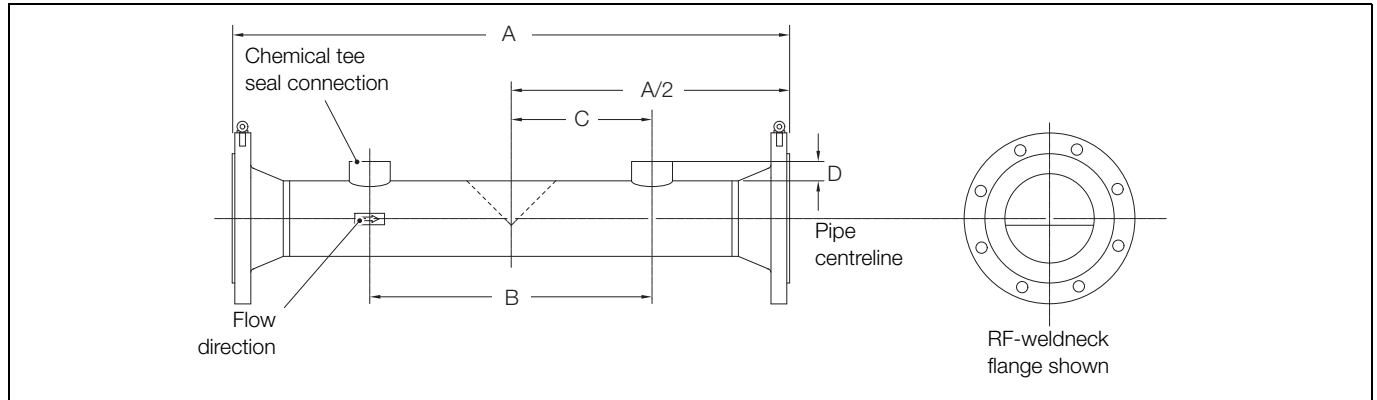 A
Chemical tee
seal connection
A/2
C
D
Pipe
centreline
B
Flow
direction
RF-weldneck
flange shown